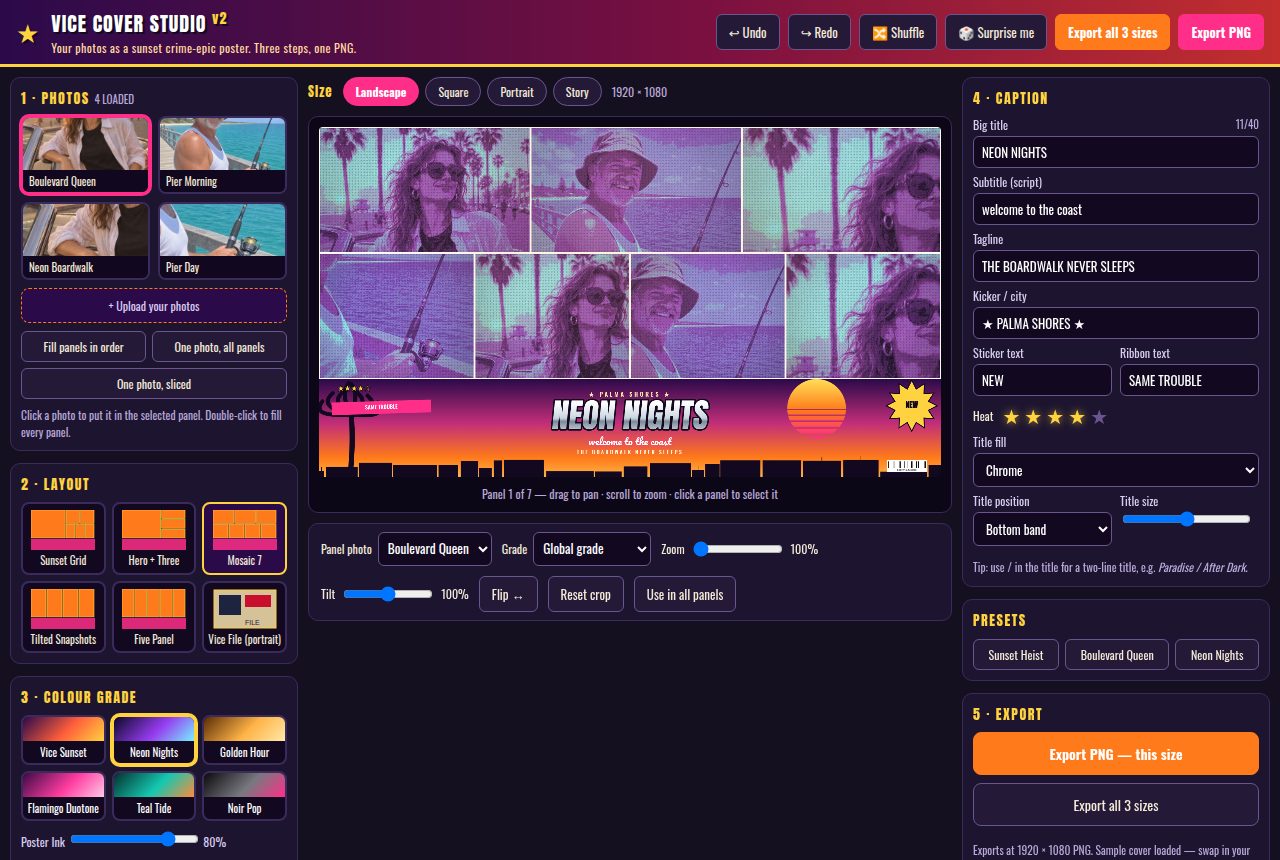 ★ VICE COVER STUDIO v2
Your photos as a sunset crime-epic poster. Three steps, one PNG.
↩ Undo
↪ Redo
🔀 Shuffle
🎲 Surprise me
Export all 3 sizes
Export PNG
1 · PHOTOS 4 LOADED
Boulevard Queen
Pier Morning
Neon Boardwalk
Pier Day
+ Upload your photos
Fill panels in order
One photo, all panels
One photo, sliced
Click a photo to put it in the selected panel. Double-click to fill
every panel.
2 · LAYOUT
Sunset Grid
Hero + Three
Mosaic 7
Tilted Snapshots
Five Panel
FILE
Vice File (portrait)
3 · COLOUR GRADE
Vice Sunset
Neon Nights
Golden Hour
Flamingo Duotone
Teal Tide
Noir Pop
Poster Ink 80%
Size
Landscape
Square
Portrait
Story
1920 × 1080
SAME TROUBLE
★ PALMA SHORES ★
NEON NIGHTS
welcome to the coast
THE BOARDWALK NEVER SLEEPS
NEW
Panel 1 of 7 — drag to pan · scroll to zoom · click a panel to select it
Panel photo Boulevard Queen
Grade Global grade
Zoom 100%
Tilt 100%
Flip ↔
Reset crop
Use in all panels
4 · CAPTION
Big title 11/40
NEON NIGHTS
Subtitle (script)
welcome to the coast
Tagline
THE BOARDWALK NEVER SLEEPS
Kicker / city
★ PALMA SHORES ★
Sticker text Ribbon text
NEW SAME TROUBLE
Heat ★ ★ ★ ★ ★
Title fill
Chrome
Title position Title size
Bottom band
Tip: use / in the title for a two-line title, e.g. Paradise / After Dark.
PRESETS
Sunset Heist
Boulevard Queen
Neon Nights
5 · EXPORT
Export PNG — this size
Export all 3 sizes
Exports at 1920 × 1080 PNG. Sample cover loaded — swap in your